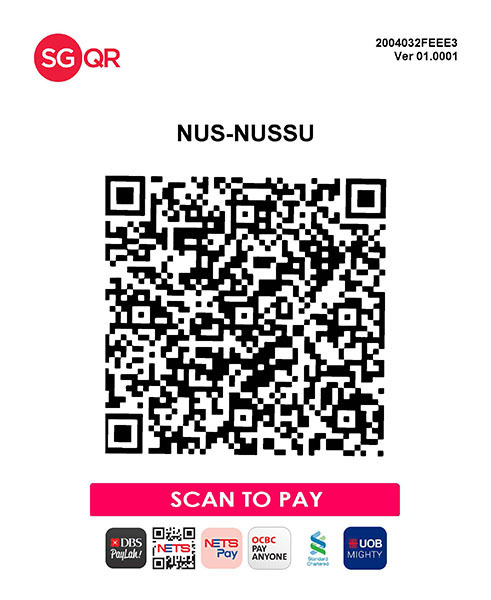 SG QR
2004032FEEE3
Ver 01.0001
NUS-NUSSU
SCAN TO PAY
DBS
PayLah!
NETS
NETS
Pay
OCBC
PAY
ANYONE
Standard
Chartered
UOB
MIGHTY